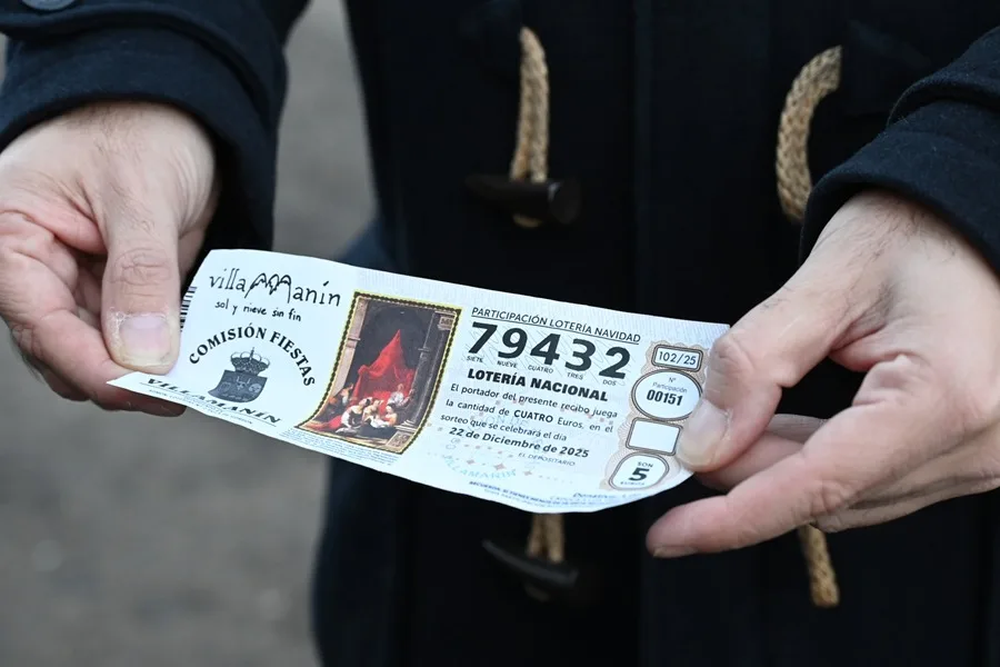 villaMAnín
sol y nieve sin fin
COMISIÓN FIESTAS
VILLAMANÍN
PARTICIPACIÓN LOTERÍA NAVIDAD
79432
SIETE NUEVE CUATRO TRES DOS
LOTERÍA NACIONAL
El portador del presente recibo juega
la cantidad de CUATRO Euros, en el
sorteo que se celebrará el día
22 de Diciembre de 2025
EL DEPOSITARIO
VILLAMANÍN
102/25
Nº
Participación
00151
SON
5
EUROS